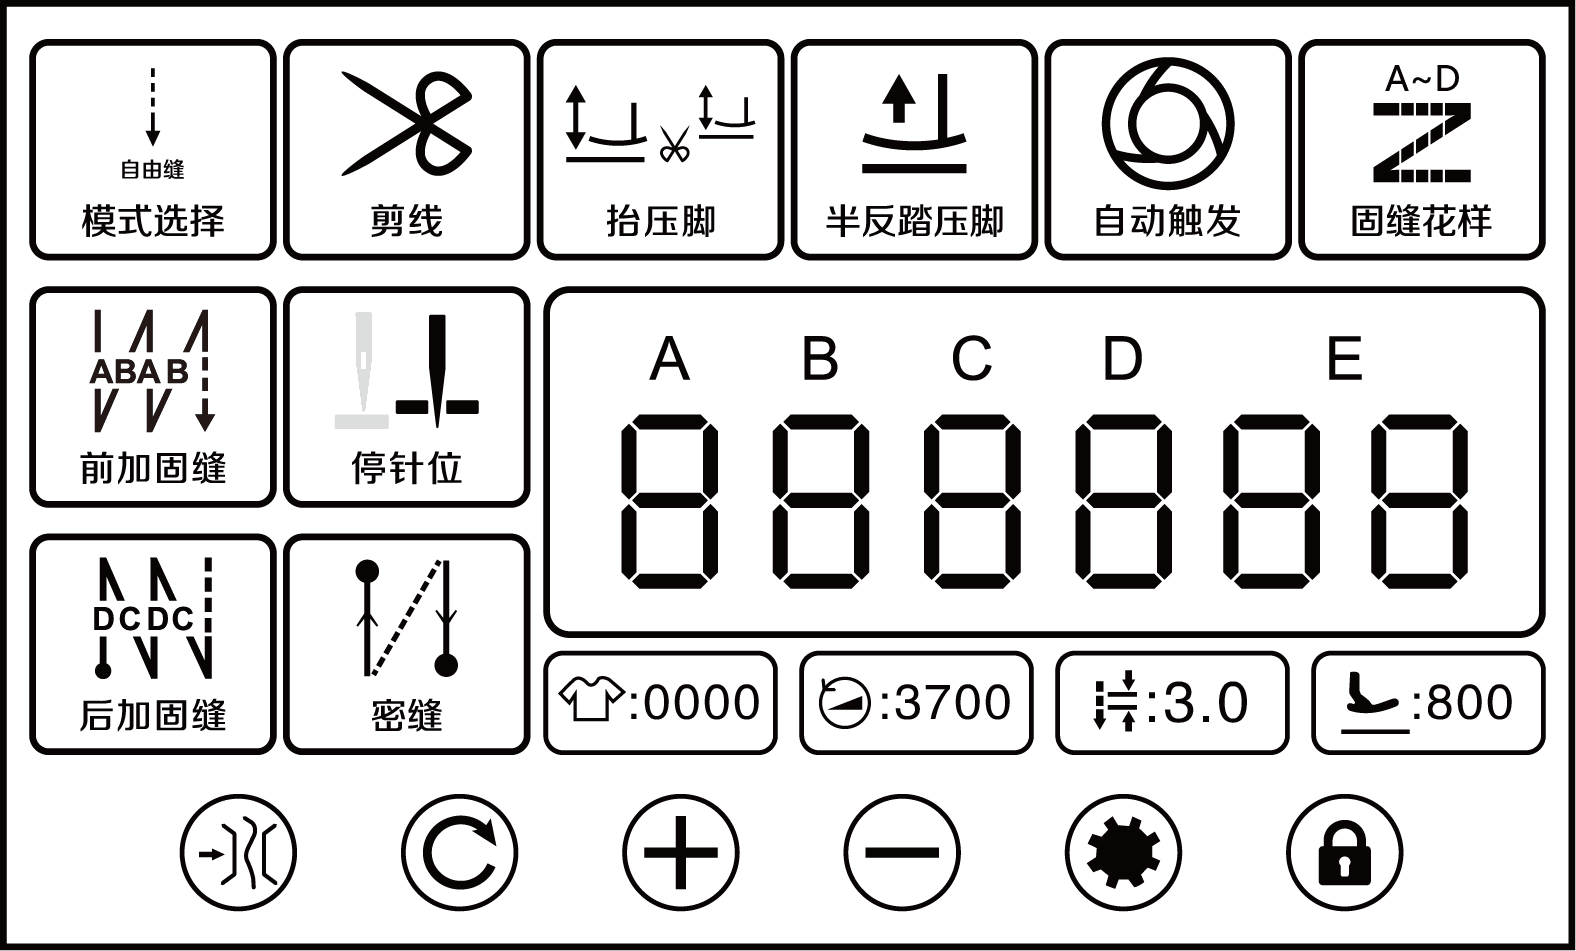 自由缝
模式选择
剪线
抬压脚
半反踏压脚
自动触发
A~D
固缝花样
ABAB
前加固缝
停针位
A B C D E
888888
DCDC
后加固缝
密缝
:0000
:3700
:3.0
:800